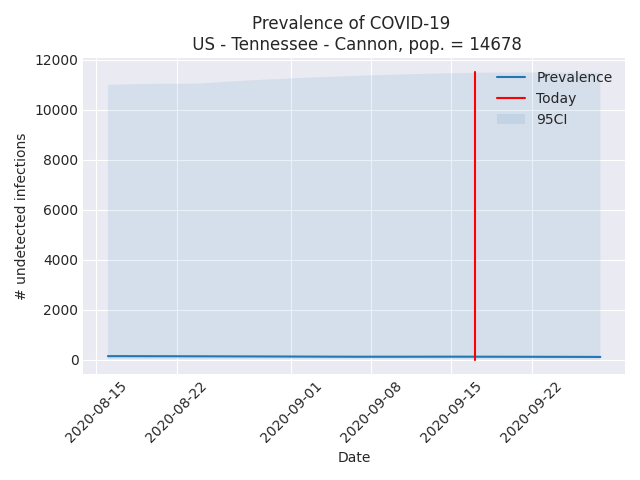 Prevalence of COVID-19
US - Tennessee - Cannon, pop. = 14678
12000
10000
8000
6000
4000
2000
0
# undetected infections
Prevalence
Today
95CI
2020-08-15
2020-08-22
2020-09-01
2020-09-08
2020-09-15
2020-09-22
Date